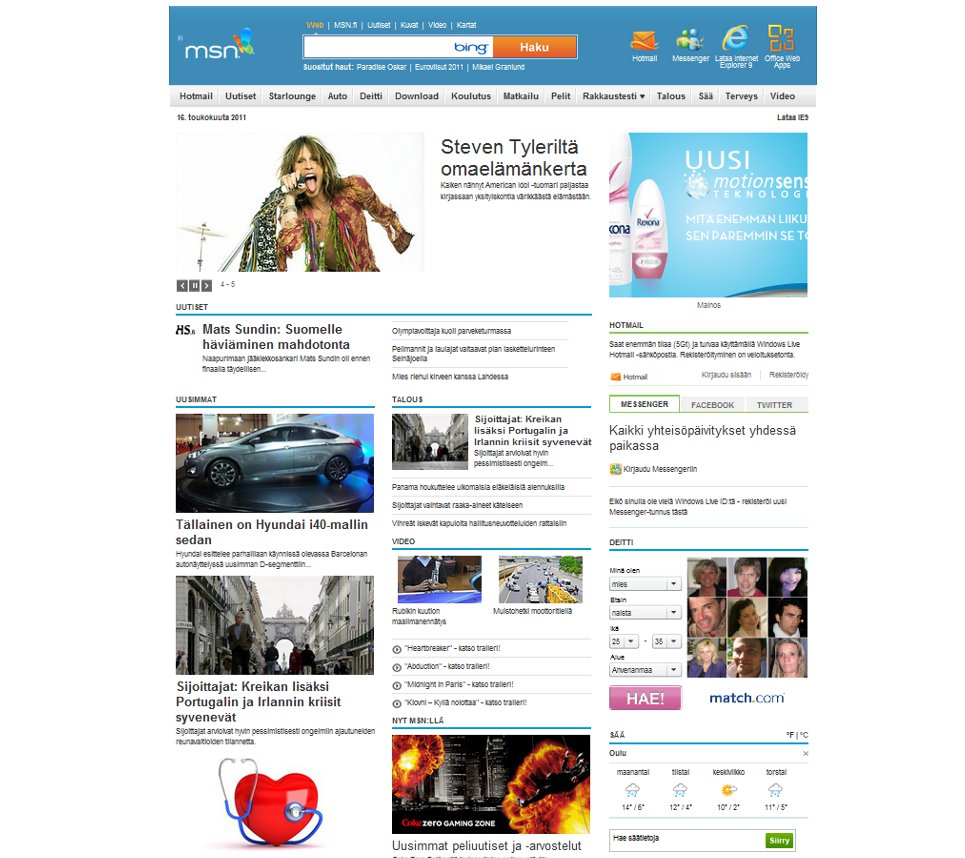 Web | MSN.fi | Uutiset | Kuvat | Video | Kartat
msn
bing Haku
Suositut haut: Paradise Oskar | Euroviisut 2011 | Mikael Granlund
Hotmail Messenger Lataa Internet Explorer 9 Office Web Apps
Hotmail Uutiset Starlounge Auto Deitti Download Koulutus Matkailu Pelit Rakkaustesti Talous Sää Terveys Video
16. toukokuuta 2011
Lataa IE9
Steven Tyleriltä
omaelämänkerta
Kaiken nähnyt American Idol -tuomari paljastaa
kirjassaan yksityiskohtia värikkäästä elämästään.
4 - 5
UUSI
motionsens
TEKNOLOGI
MITÄ ENEMMÄN LIIKU
SEN PAREMMIN SE TO
Rexona
Mainos
UUTISET
HS.fi
Mats Sundin: Suomelle
häviäminen mahdotonta
Naapurimaan jääkiekkosankari Mats Sundin oli ennen
finaalia täydellisen...
Olympiavoittaja kuoli parveketurmassa
Pelimannit ja laulajat valtaavat pian laskettelurinteen
Seinäjoella
Mies riehui kirveen kanssa Lahdessa
HOTMAIL
Saat enemmän tilaa (5Gt) ja turvaa käyttämällä Windows Live
Hotmail -sähköpostia. Rekisteröityminen on veloituksetonta.
Hotmail Kirjaudu sisään Rekisteröidy
MESSENGER FACEBOOK TWITTER
Kaikki yhteisöpäivitykset yhdessä
paikassa
Kirjaudu Messengeriin
Eikö sinulla ole vielä Windows Live ID:tä - rekisteröi uusi
Messenger-tunnus tästä
UUSIMMAT
Tällainen on Hyundai i40-mallin
sedan
Hyundai esittelee parhaillaan käynnissä olevassa Barcelonan
autonäyttelyssä uusimman D-segmenttiin...
Sijoittajat: Kreikan lisäksi
Portugalin ja Irlannin kriisit
syvenevät
Sijoittajat arvioivat hyvin pessimistisesti ongelmiin ajautuneiden
reunavaltioiden tilannetta.
TALOUS
Sijoittajat: Kreikan
lisäksi Portugalin ja
Irlannin kriisit syvenevät
Sijoittajat arvioivat hyvin
pessimistisesti ongelm...
Panama houkuttelee ulkomaisia eläkeläisiä alennuksilla
Sijoittajat vaihtavat raaka-aineet käteiseen
Vihreät iskevät kapuloita hallitusneuvotteluiden rattaisiin
VIDEO
Rubikin kuution
maailmanennätys
Muistohetki moottoritiellä
"Heartbreaker" - katso traileri!
"Abduction" - katso traileri!
"Midnight in Paris" - katso traileri!
"Klovni – Kyllä nolottaa" - katso traileri!
NYT MSN:LLÄ
Coke zero GAMING ZONE
Uusimmat peliuutiset ja -arvostelut
DEITTI
Minä olen
mies
Etsin
naista
Ikä
25 - 35
Alue
Ahvenanmaa
HAE! match.com
SÄÄ °F | °C
Oulu
maanantai tiistai keskiviikko torstai
14° / 6° 12° / 4° 10° / 2° 11° / 5°
Hae säätietoja Siirry